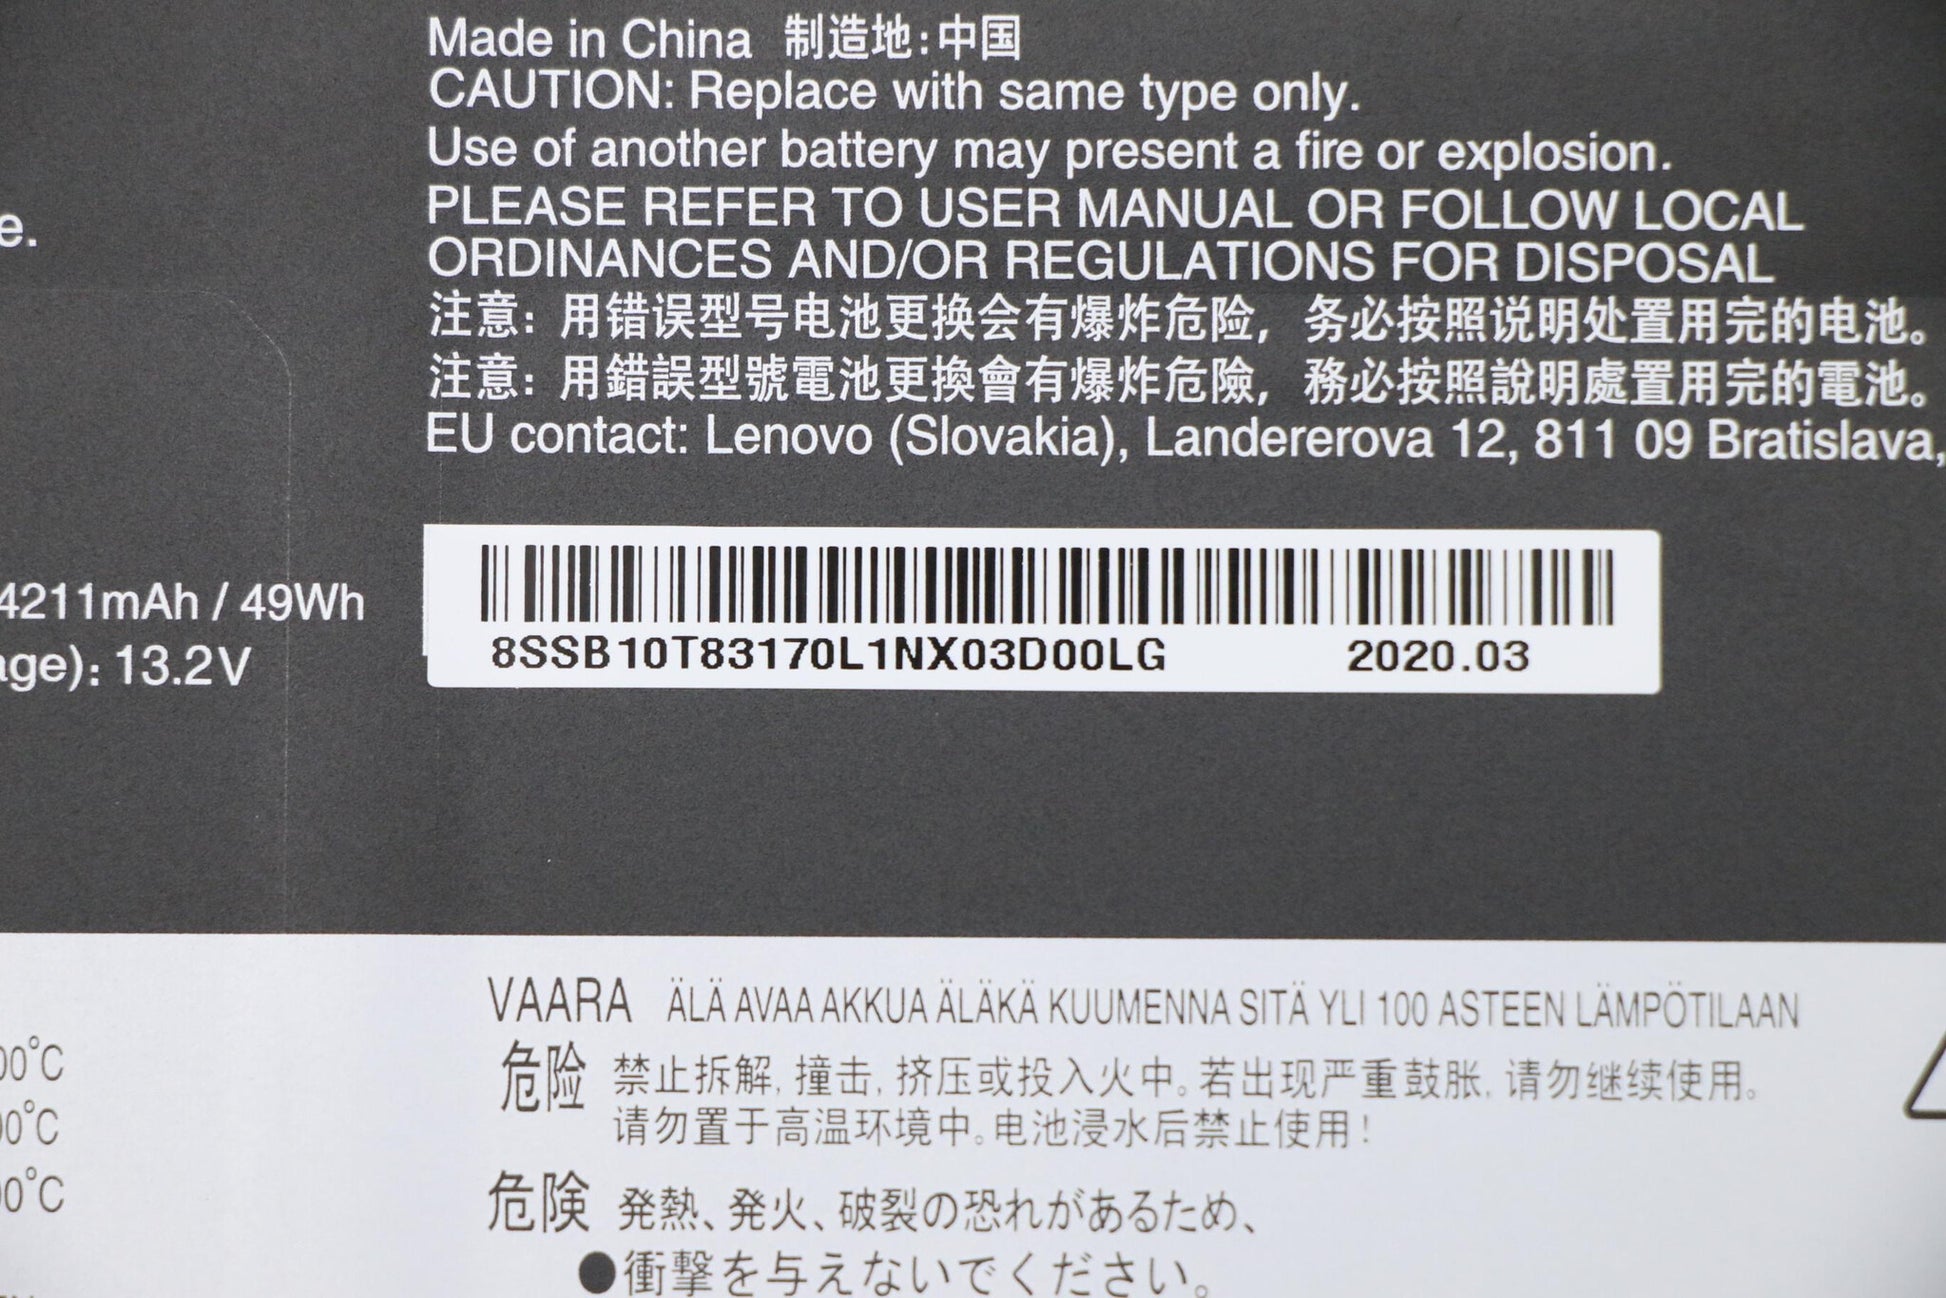 Made in China 制造地:中国
CAUTION: Replace with same type only.
Use of another battery may present a fire or explosion.
PLEASE REFER TO USER MANUAL OR FOLLOW LOCAL
e.
ORDINANCES AND/OR REGULATIONS FOR DISPOSAL
注意: 用错误型号电池更换会有爆炸危险, 务必按照说明处置用完的电池。
注意: 用錯誤型號電池更換會有爆炸危險, 務必按照說明處置用完的電池。
EU contact: Lenovo (Slovakia), Landererova 12, 811 09 Bratislava,
4211mAh / 49Wh
age): 13.2V
8SSB10T83170L1NX03D00LG 2020.03
VAARA ÄLÄ AVAA AKKUA ÄLÄKÄ KUUMENNA SITÄ YLI 100 ASTEEN LÄMPÖTILAAN
00°C
危险 禁止拆解, 撞击, 挤压或投入火中。若出现严重鼓胀, 请勿继续使用。
请勿置于高温环境中。电池浸水后禁止使用!
00°C
00°C
危険 発熱、発火、破裂の恐れがあるため、
●衝撃を与えないでください。